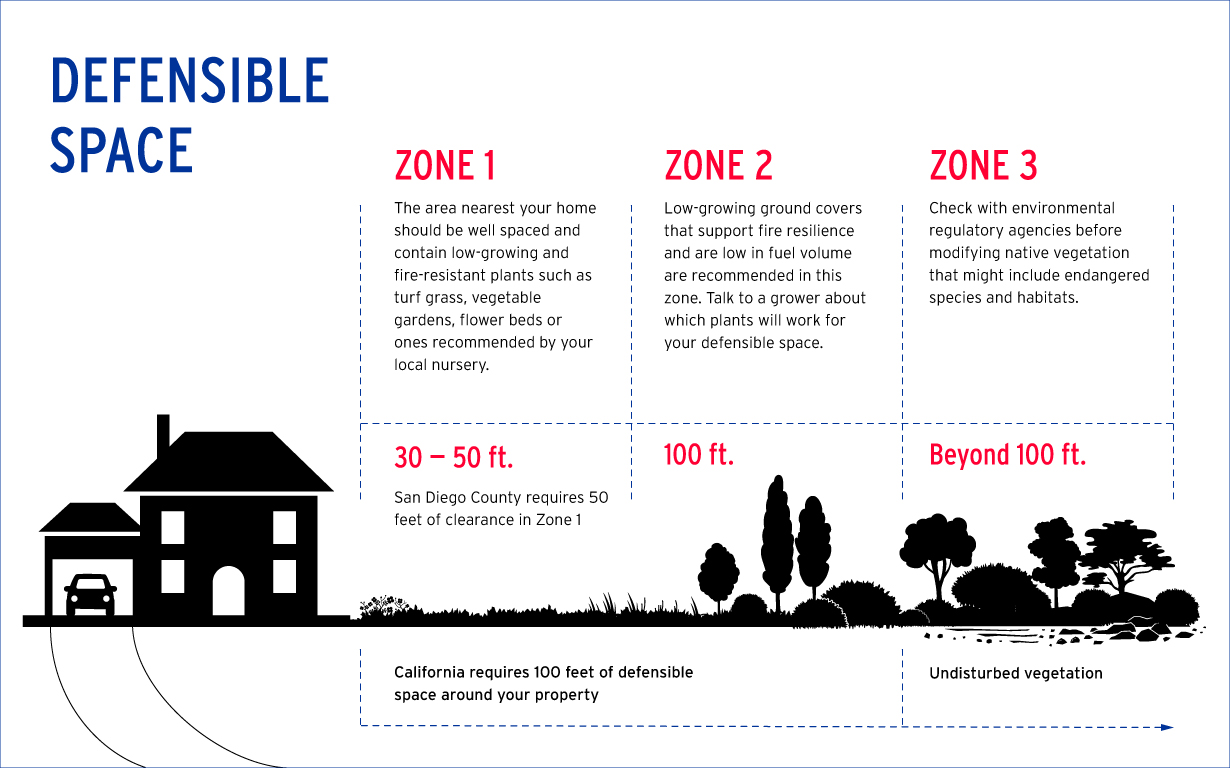 DEFENSIBLE
SPACE
ZONE 1
The area nearest your home
should be well spaced and
contain low-growing and
fire-resistant plants such as
turf grass, vegetable
gardens, flower beds or
ones recommended by your
local nursery.
30 – 50 ft.
San Diego County requires 50
feet of clearance in Zone 1
ZONE 2
Low-growing ground covers
that support fire resilience
and are low in fuel volume
are recommended in this
zone. Talk to a grower about
which plants will work for
your defensible space.
100 ft.
ZONE 3
Check with environmental
regulatory agencies before
modifying native vegetation
that might include endangered
species and habitats.
Beyond 100 ft.
California requires 100 feet of defensible
space around your property
Undisturbed vegetation